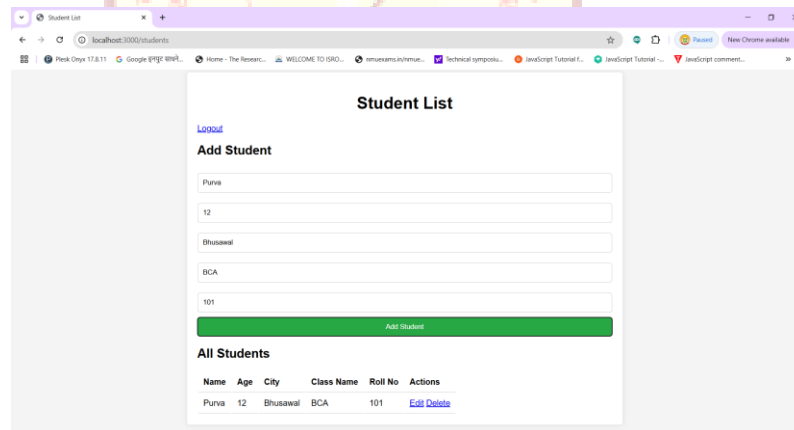 Student List
localhost:3000/students
Paused New Chrome available
Plesk Onyx 17.8.11 Google इनपुट साधने... Home - The Researc... WELCOME TO ISRO... nmuexams.in/nmue... Technical symposiu... JavaScript Tutorial f... JavaScript Tutorial -... JavaScript comment...
Student List
Logout
Add Student
Purva
12
Bhusawal
BCA
101
Add Student
All Students
Name Age City Class Name Roll No Actions
Purva 12 Bhusawal BCA 101 Edit Delete